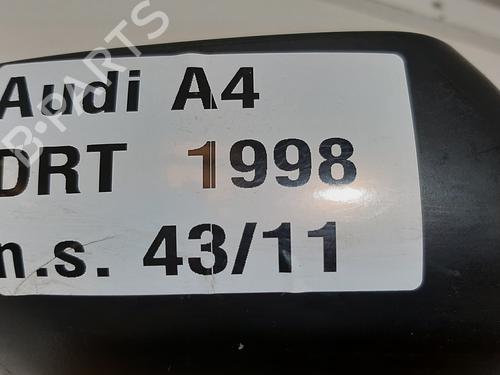 Audi A4
DRT 1998
n.s. 43/11
B-PARTS